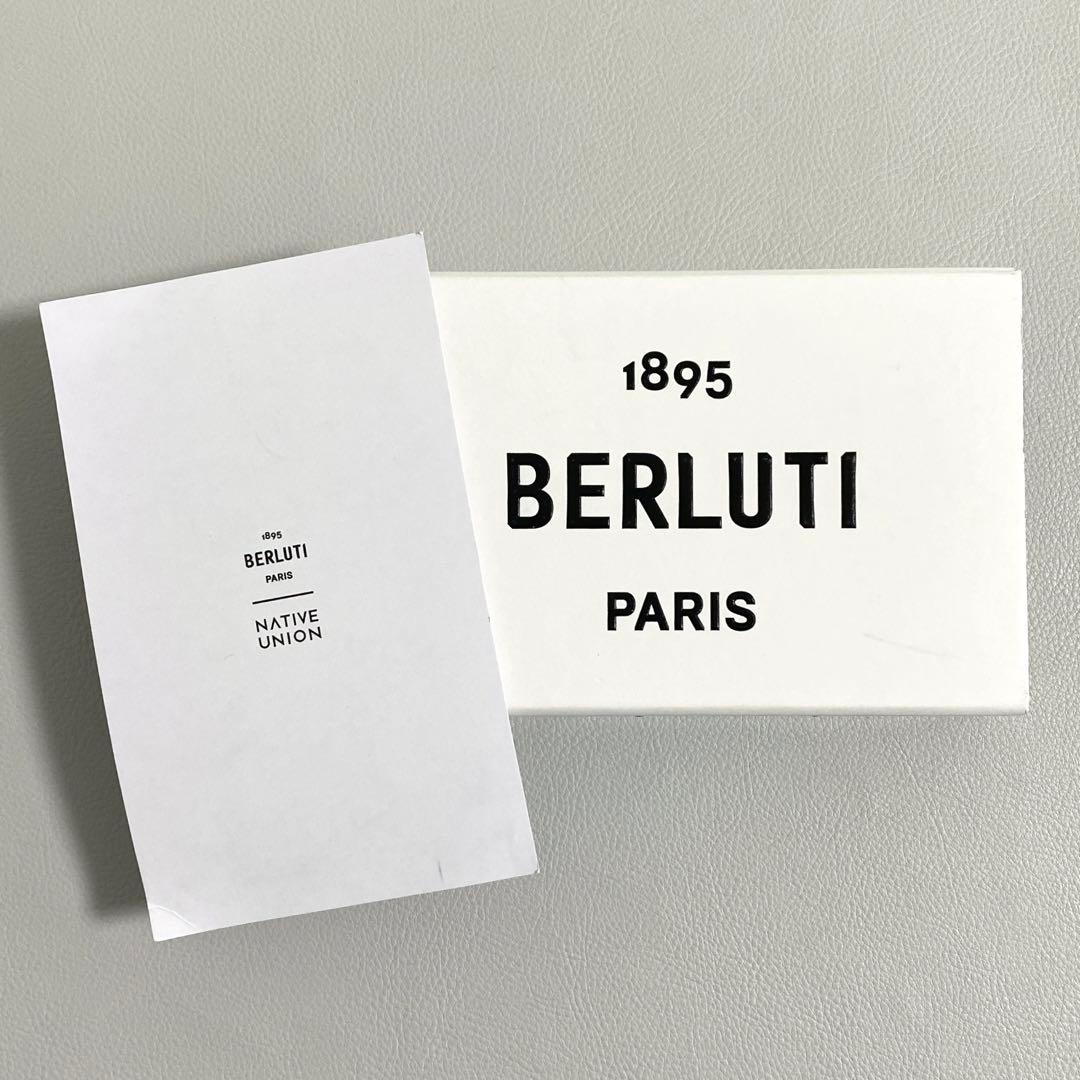 1895
BERLUTI
PARIS
NATIVE
UNION
1895
BERLUTI
PARIS